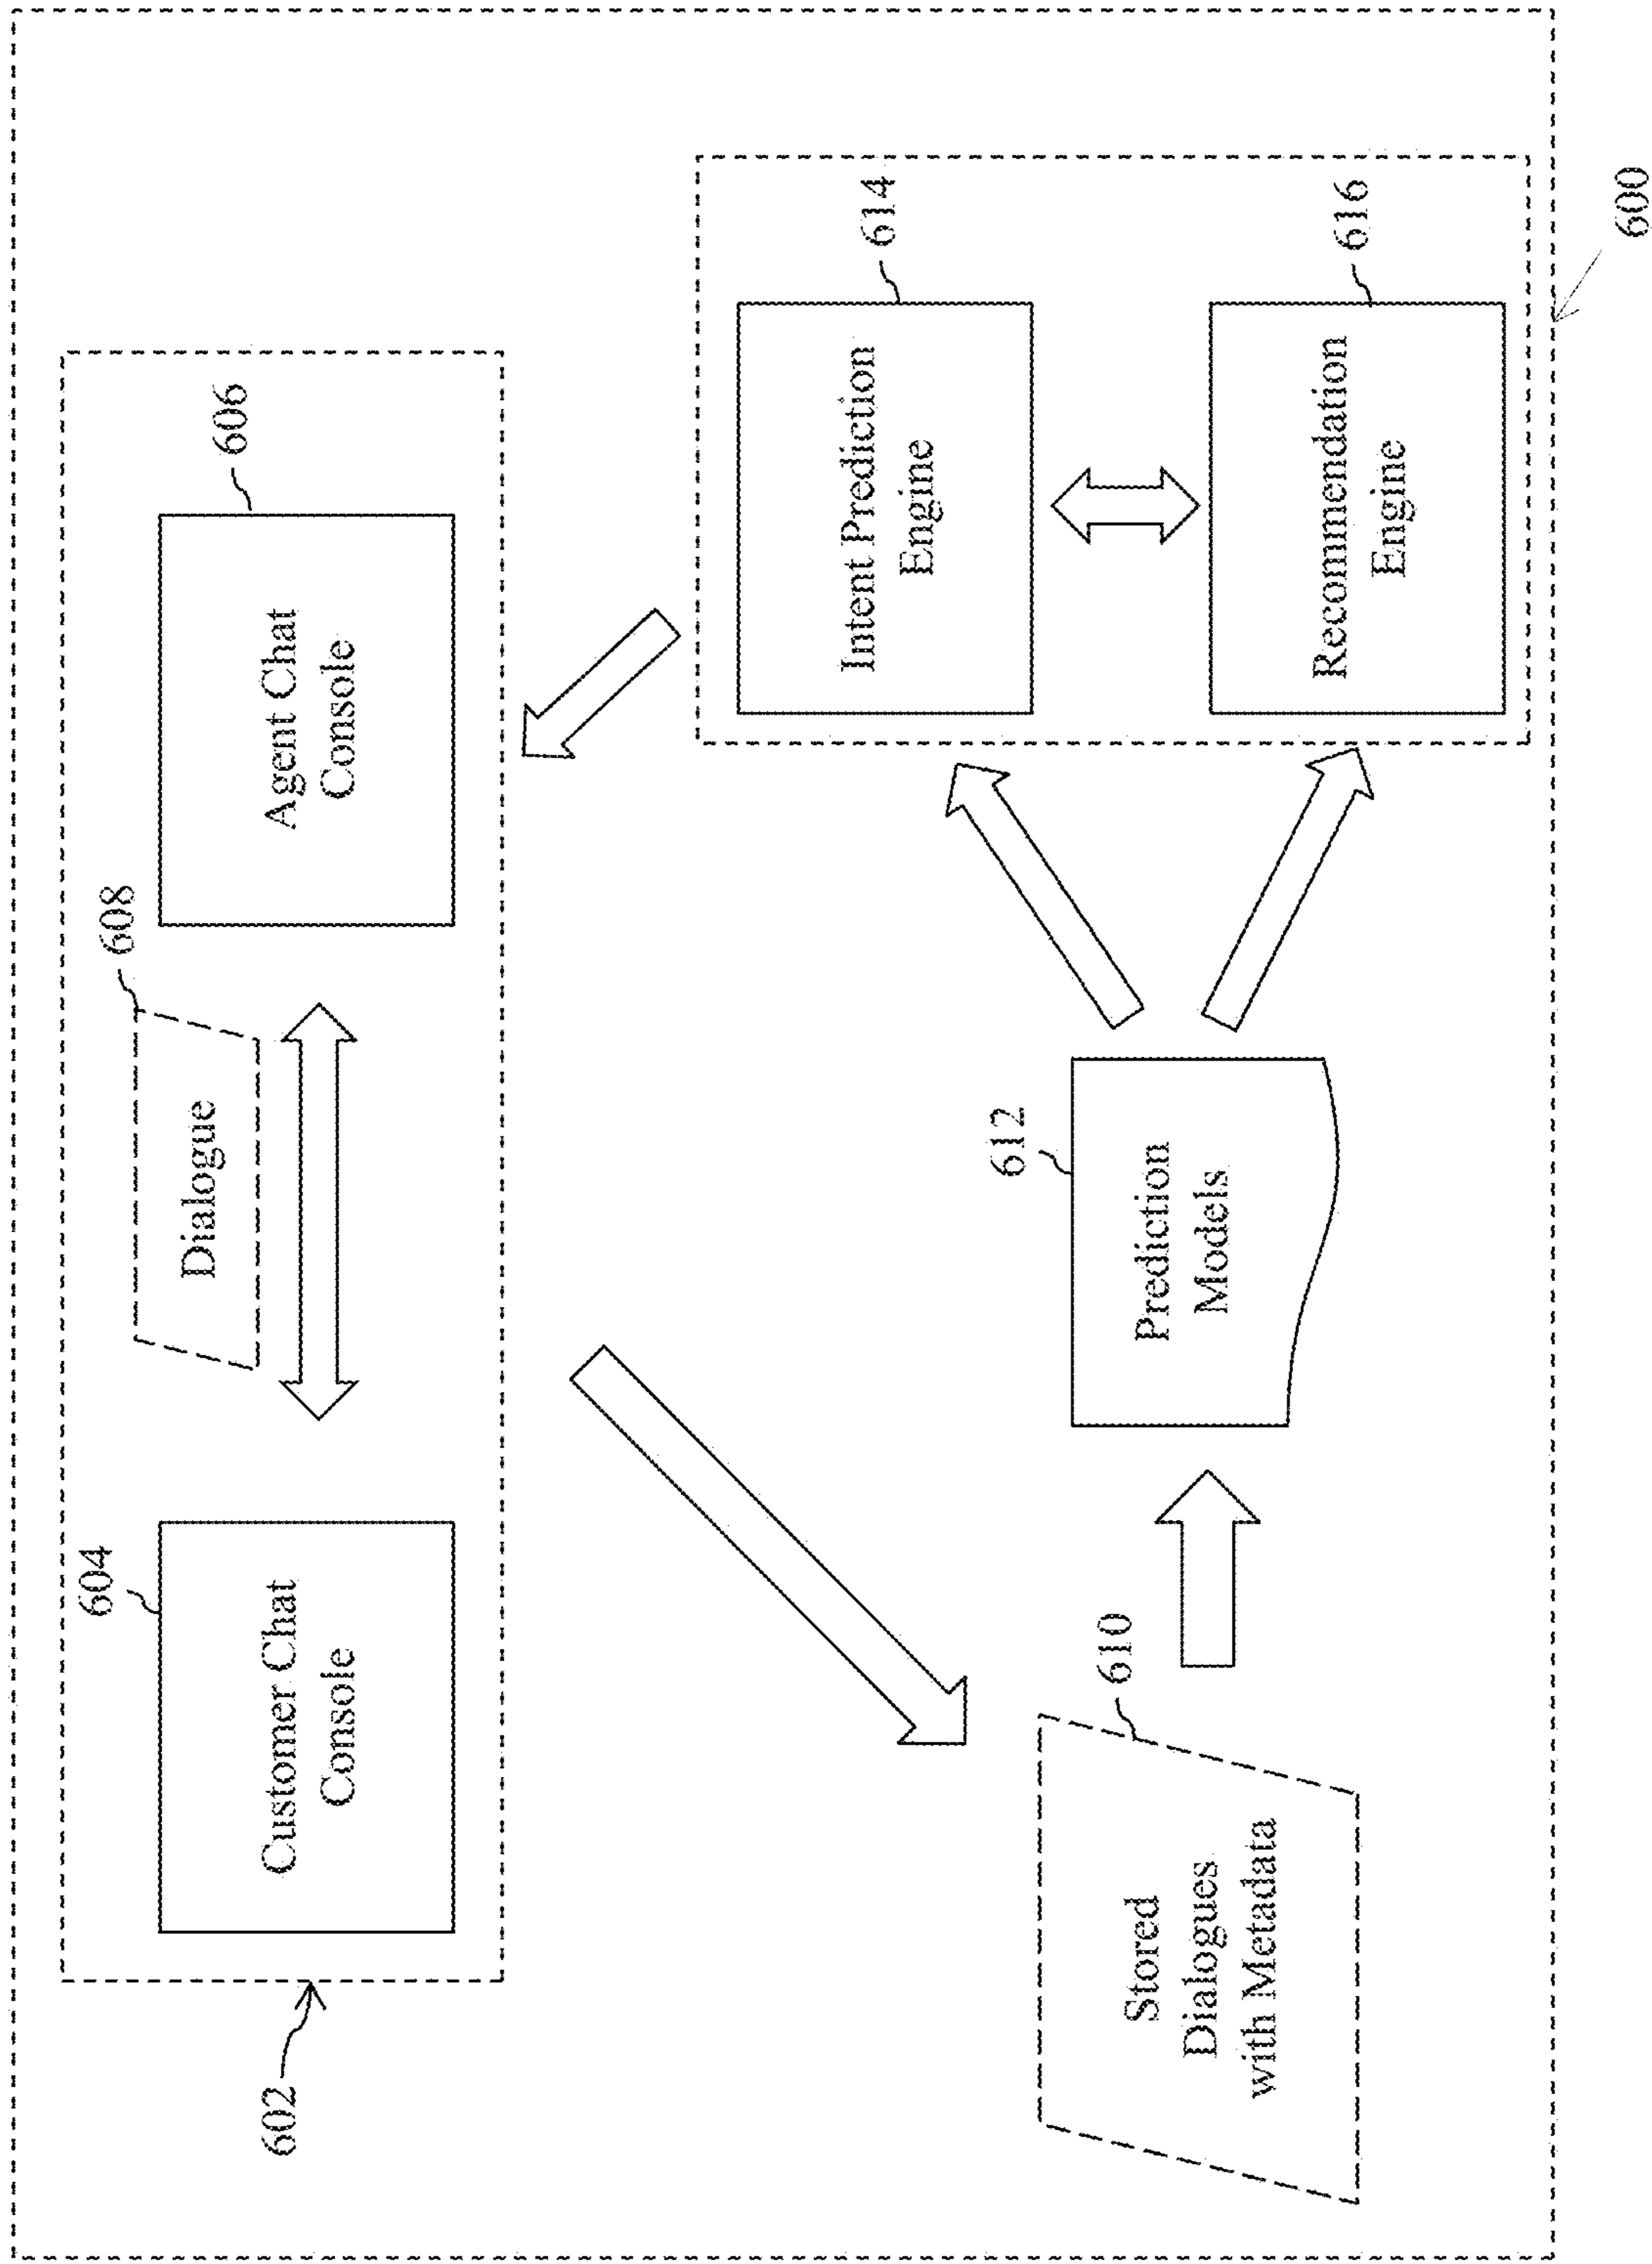 602
604
Customer Chat
Console
608
Dialogue
606
Agent Chat
Console
610
Stored
Dialogues
with Metadata
612
Prediction
Models
614
Intent Prediction
Engine
616
Recommendation
Engine
600